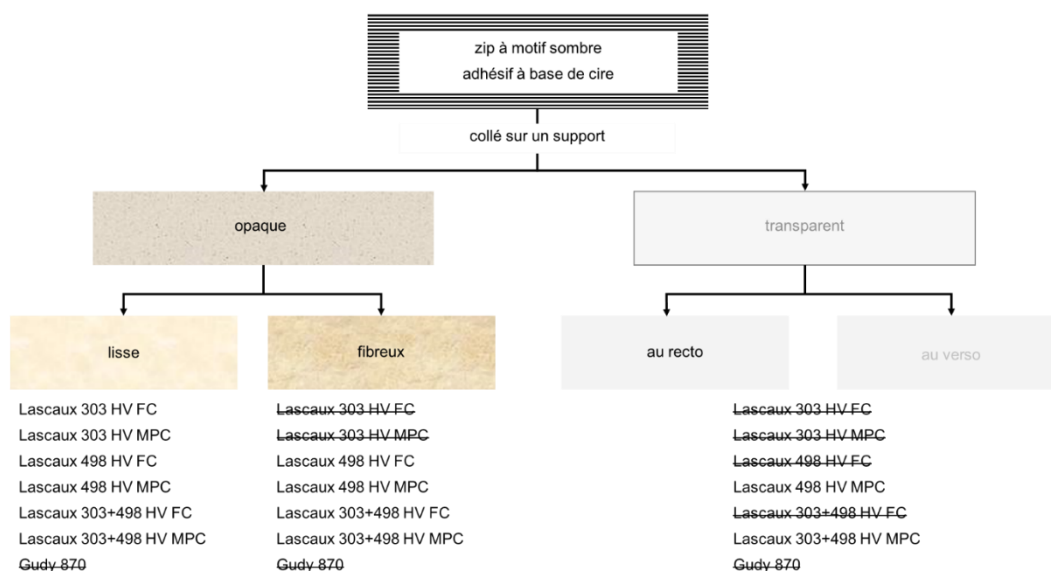 zip à motif sombre
adhésif à base de cire
collé sur un support
opaque
transparent
lisse
fibreux
au recto
au verso
Lascaux 303 HV FC
Lascaux 303 HV MPC
Lascaux 498 HV FC
Lascaux 498 HV MPC
Lascaux 303+498 HV FC
Lascaux 303+498 HV MPC
Gudy 870
Lascaux 303 HV FC
Lascaux 303 HV MPC
Lascaux 498 HV FC
Lascaux 498 HV MPC
Lascaux 303+498 HV FC
Lascaux 303+498 HV MPC
Gudy 870
Lascaux 303 HV FC
Lascaux 303 HV MPC
Lascaux 498 HV FC
Lascaux 498 HV MPC
Lascaux 303+498 HV FC
Lascaux 303+498 HV MPC
Gudy 870